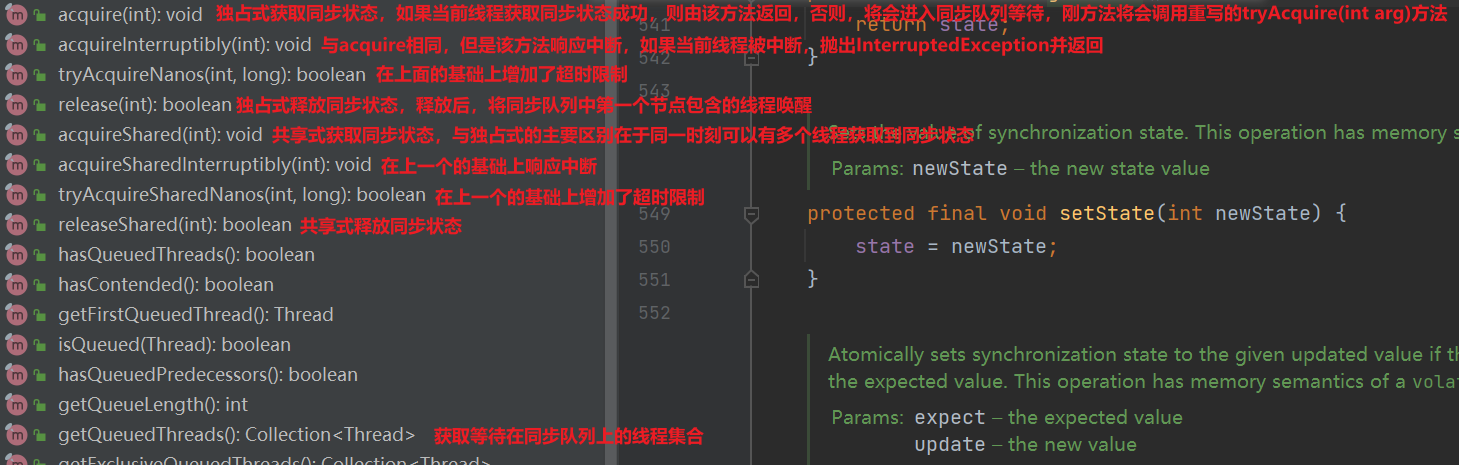 acquire(int): void 独占式获取同步状态，如果当前线程获取同步状态成功，则由该方法返回，否则，将会进入同步队列等待，刚方法将会调用重写的tryAcquire(int arg)方法
acquireInterruptibly(int): void 与acquire相同，但是该方法响应中断，如果当前线程被中断，抛出InterruptedException并返回
tryAcquireNanos(int, long): boolean 在上面的基础上增加了超时限制
release(int): boolean 独占式释放同步状态，释放后，将同步队列中第一个节点包含的线程唤醒
acquireShared(int): void 共享式获取同步状态，与独占式的主要区别在于同一时刻可以有多个线程获取到同步状态
acquireSharedInterruptibly(int): void 在上一个的基础上响应中断
tryAcquireSharedNanos(int, long): boolean 在上一个的基础上增加了超时限制
releaseShared(int): boolean 共享式释放同步状态
hasQueuedThreads(): boolean
hasContended(): boolean
getFirstQueuedThread(): Thread
isQueued(Thread): boolean
hasQueuedPredecessors(): boolean
getQueueLength(): int
getQueuedThreads(): Collection<Thread> 获取等待在同步队列上的线程集合
getExclusiveQueuedThreads(): Collection<Thread>
541 return state;
542 }
543
Sets the value of synchronization state. This operation has memory s
Params: newState – the new state value
549 protected final void setState(int newState) {
550 state = newState;
551 }
552
Atomically sets synchronization state to the given updated value if th
the expected value. This operation has memory semantics of a vola
Params: expect – the expected value
update – the new value